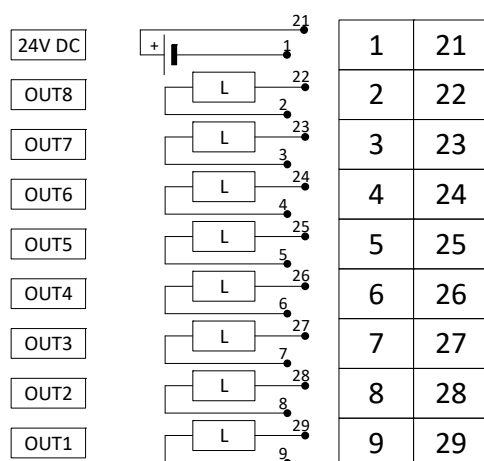 21
24V DC + 1 1 21
OUT8 L 22 2 2 22
OUT7 L 23 3 3 23
OUT6 L 24 4 4 24
OUT5 L 25 5 5 25
OUT4 L 26 6 6 26
OUT3 L 27 7 7 27
OUT2 L 28 8 8 28
OUT1 L 29 9 9 29